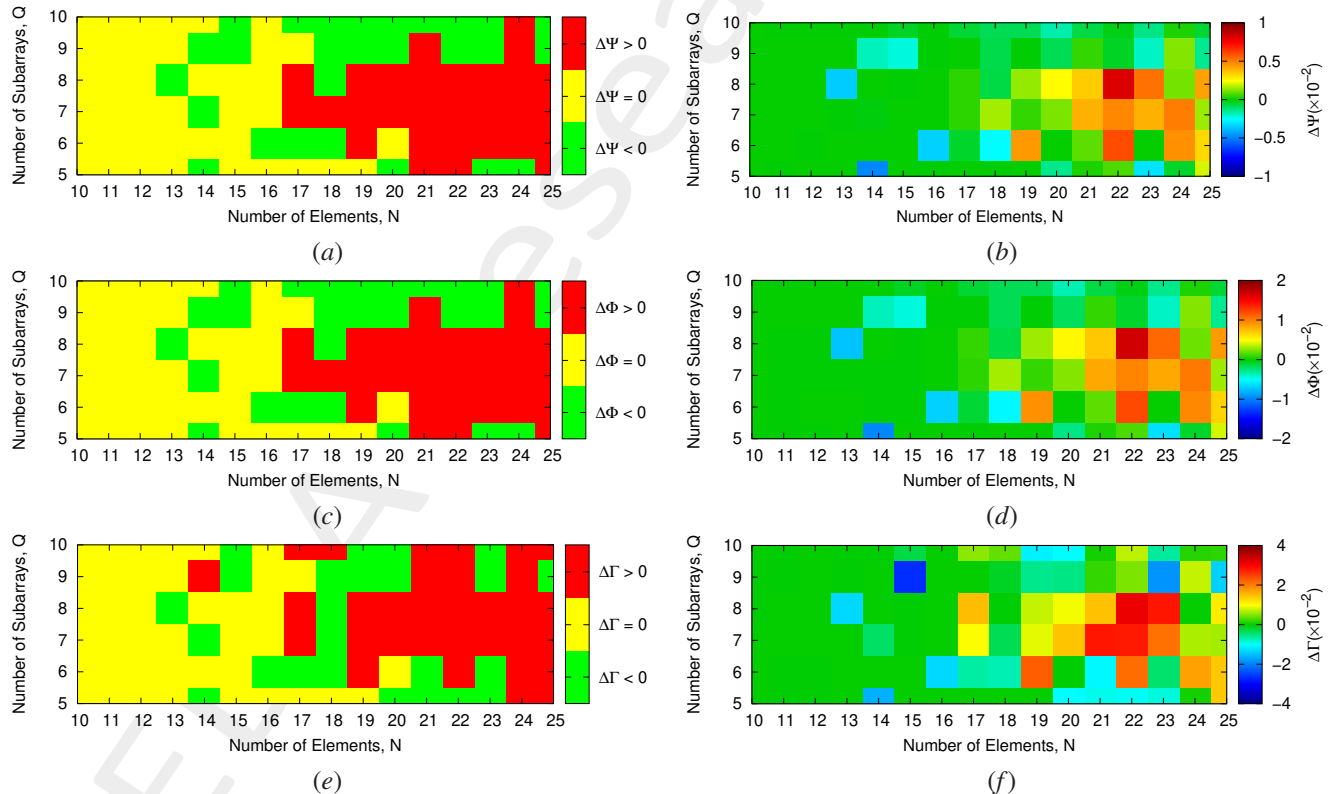 10
9
8
7
6
5
Number of Subarrays, Q
10 11 12 13 14 15 16 17 18 19 20 21 22 23 24 25
Number of Elements, N
ΔΨ > 0
ΔΨ = 0
ΔΨ < 0
(a)
10
9
8
7
6
5
Number of Subarrays, Q
10 11 12 13 14 15 16 17 18 19 20 21 22 23 24 25
Number of Elements, N
1
0.5
0
−0.5
−1
ΔΨ(×10⁻²)
(b)
10
9
8
7
6
5
Number of Subarrays, Q
10 11 12 13 14 15 16 17 18 19 20 21 22 23 24 25
Number of Elements, N
ΔΦ > 0
ΔΦ = 0
ΔΦ < 0
(c)
10
9
8
7
6
5
Number of Subarrays, Q
10 11 12 13 14 15 16 17 18 19 20 21 22 23 24 25
Number of Elements, N
2
1
0
−1
−2
ΔΦ(×10⁻²)
(d)
10
9
8
7
6
5
Number of Subarrays, Q
10 11 12 13 14 15 16 17 18 19 20 21 22 23 24 25
Number of Elements, N
ΔΓ > 0
ΔΓ = 0
ΔΓ < 0
(e)
10
9
8
7
6
5
Number of Subarrays, Q
10 11 12 13 14 15 16 17 18 19 20 21 22 23 24 25
Number of Elements, N
4
2
0
−2
−4
ΔΓ(×10⁻²)
(f)